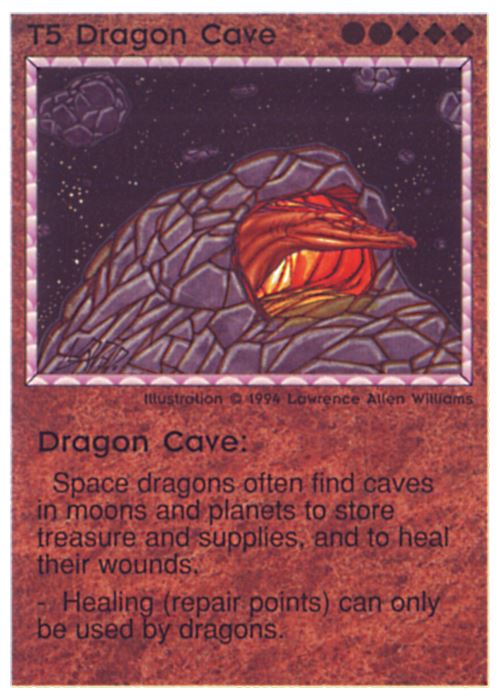 T5 Dragon Cave
Illustration © 1994 Lawrence Allen Williams
Dragon Cave:
Space dragons often find caves
in moons and planets to store
treasure and supplies, and to heal
their wounds.
- Healing (repair points) can only
be used by dragons.